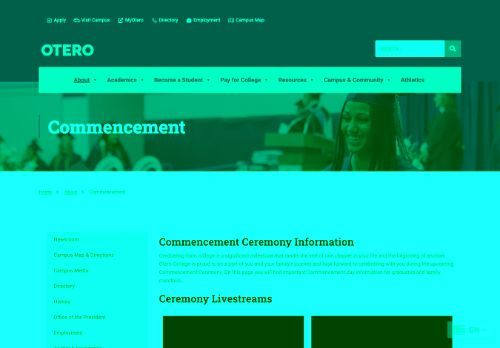 Apply Visit Campus MyOtero Directory Employment Campus Map
OTERO
About Academics Become a Student Pay for College Resources Campus & Community Athletics
Commencement
Home About Commencement
Newsroom
Campus Map & Directions
Campus Media
Directory
History
Office of the President
Employment
Commencement Ceremony Information
Graduating from college is a significant milestone that marks the end of one chapter in your life and the beginning of another.
Otero College is proud to be a part of you and your family's journey and look forward to celebrating with you during the upcoming
Commencement Ceremony. On this page you will find important Commencement day information for graduates and family
members.
Ceremony Livestreams
EN